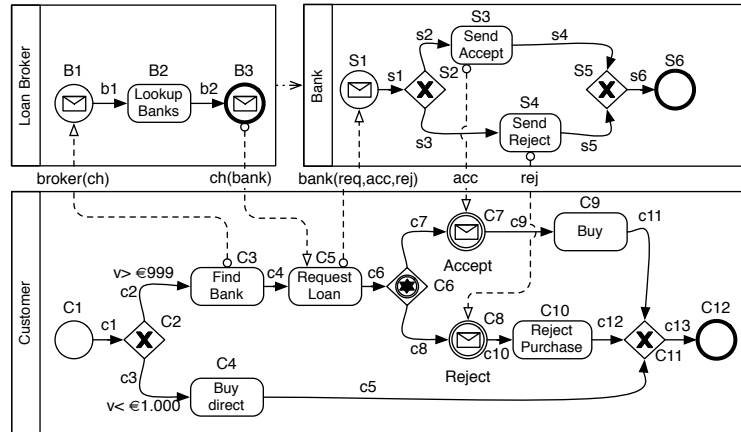 Loan Broker
B1
b1
B2
Lookup
Banks
b2
B3
Bank
S1
s1
s2
S2
s3
S3
Send
Accept
s4
S4
Send
Reject
s5
S5
s6
S6
broker(ch)
ch(bank)
bank(req,acc,rej)
acc
rej
Customer
C1
c1
C2
v> €999
c2
c3
v< €1.000
C3
Find
Bank
c4
C4
Buy
direct
c5
C5
Request
Loan
c6
C6
c7
c8
C7
Accept
c9
C8
Reject
c10
C9
Buy
c11
C10
Reject
Purchase
c12
C11
c13
C12